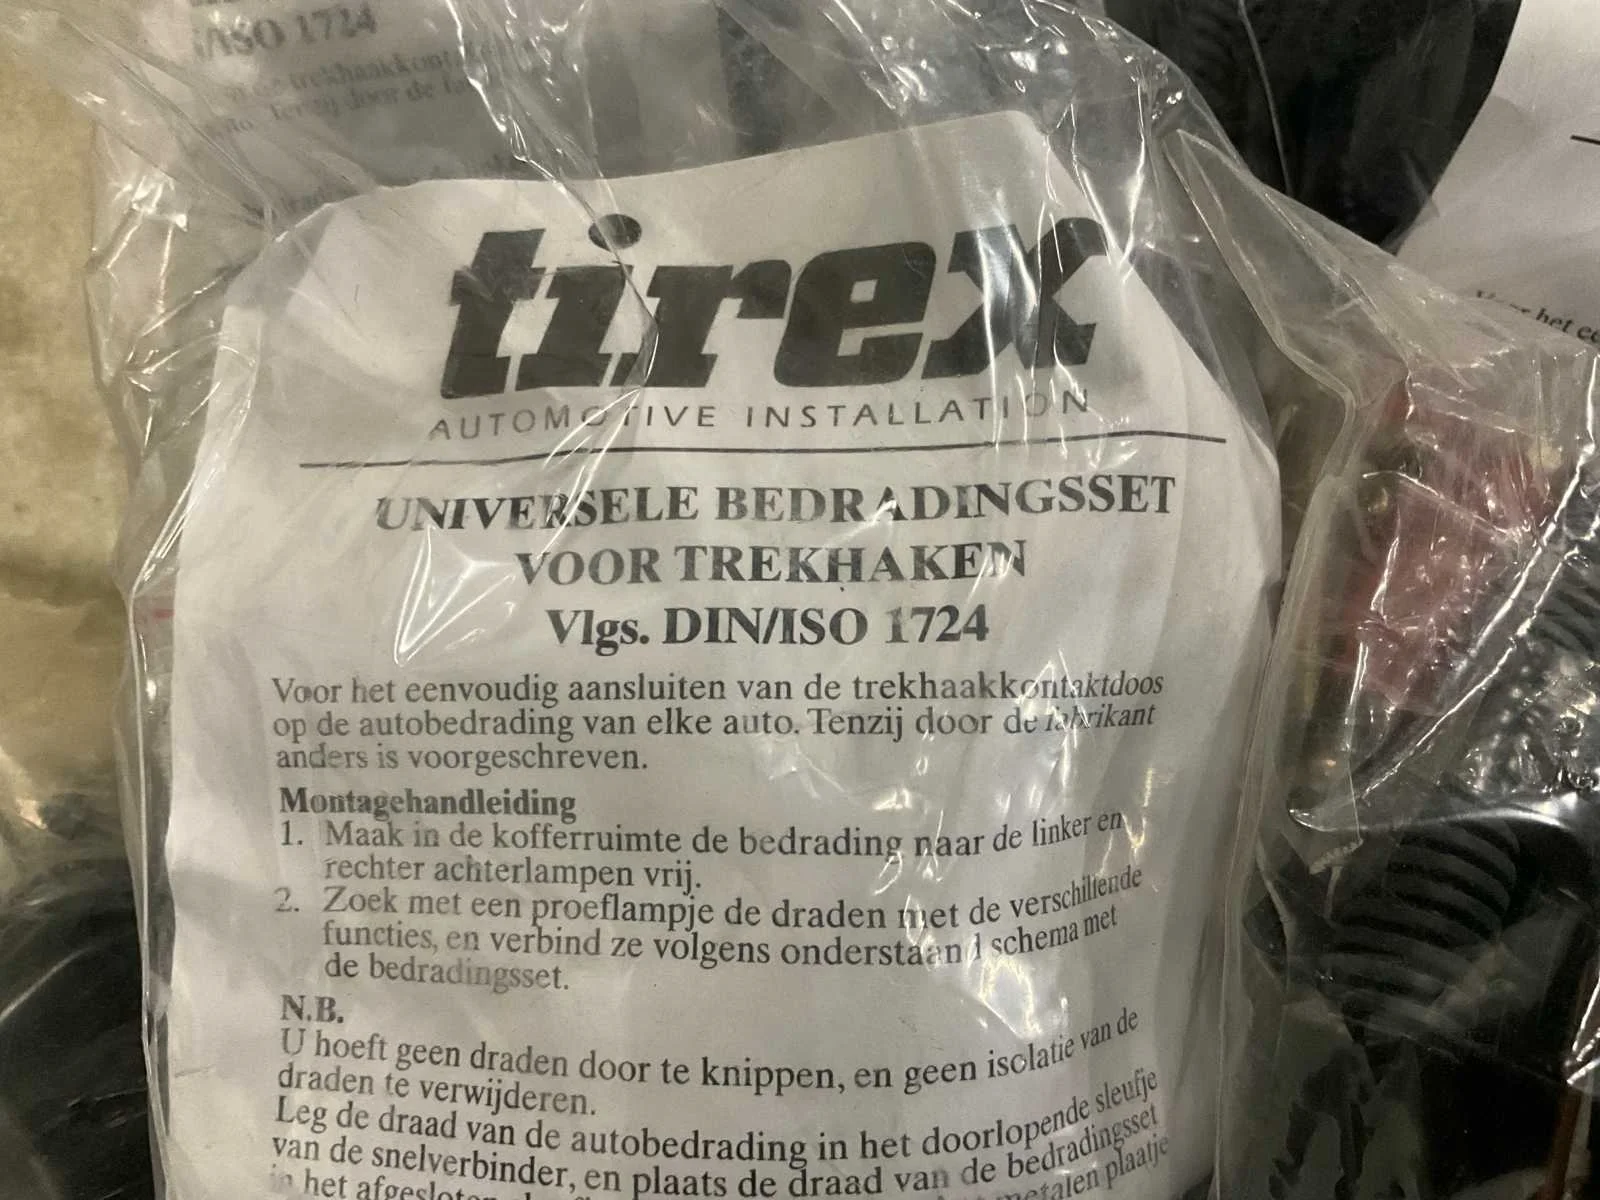 /ISO 1724
tirex
AUTOMOTIVE INSTALLATION
UNIVERSELE BEDRADINGSSET
VOOR TREKHAKEN
Vlgs. DIN/ISO 1724
Voor het eenvoudig aansluiten van de trekhaakkontaktdoos
op de autobedrading van elke auto. Tenzij door de fabrikant
anders is voorgeschreven.
Montagehandleiding
1. Maak in de kofferruimte de bedrading naar de linker en
rechter achterlampen vrij.
2. Zoek met een proeflampje de draden met de verschillende
functies, en verbind ze volgens onderstaand schema met
de bedradingsset.
N.B.
U hoeft geen draden door te knippen, en geen isolatie van de
draden te verwijderen.
Leg de draad van de autobedrading in het doorlopende sleufje
van de snelverbinder, en plaats de draad van de bedradingsset
in het metalen plaatje
Voor het